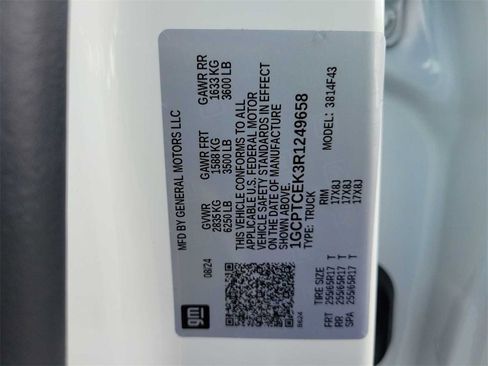 gm
MFD BY GENERAL MOTORS LLC
08/24
GVWR
2835 KG
6250 LB
GAWR FRT
1588 KG
3500 LB
GAWR RR
1633 KG
3600 LB
THIS VEHICLE CONFORMS TO ALL
APPLICABLE U.S. FEDERAL MOTOR
VEHICLE SAFETY STANDARDS IN EFFECT
ON THE DATE OF MANUFACTURE
1GCPTCEK3R1249658
TYPE: TRUCK
MODEL: 3814F43
TIRE SIZE RIM
FRT 255/65R17 T 17X8J
RR 255/65R17 T 17X8J
SPA 255/65R17 T 17X8J